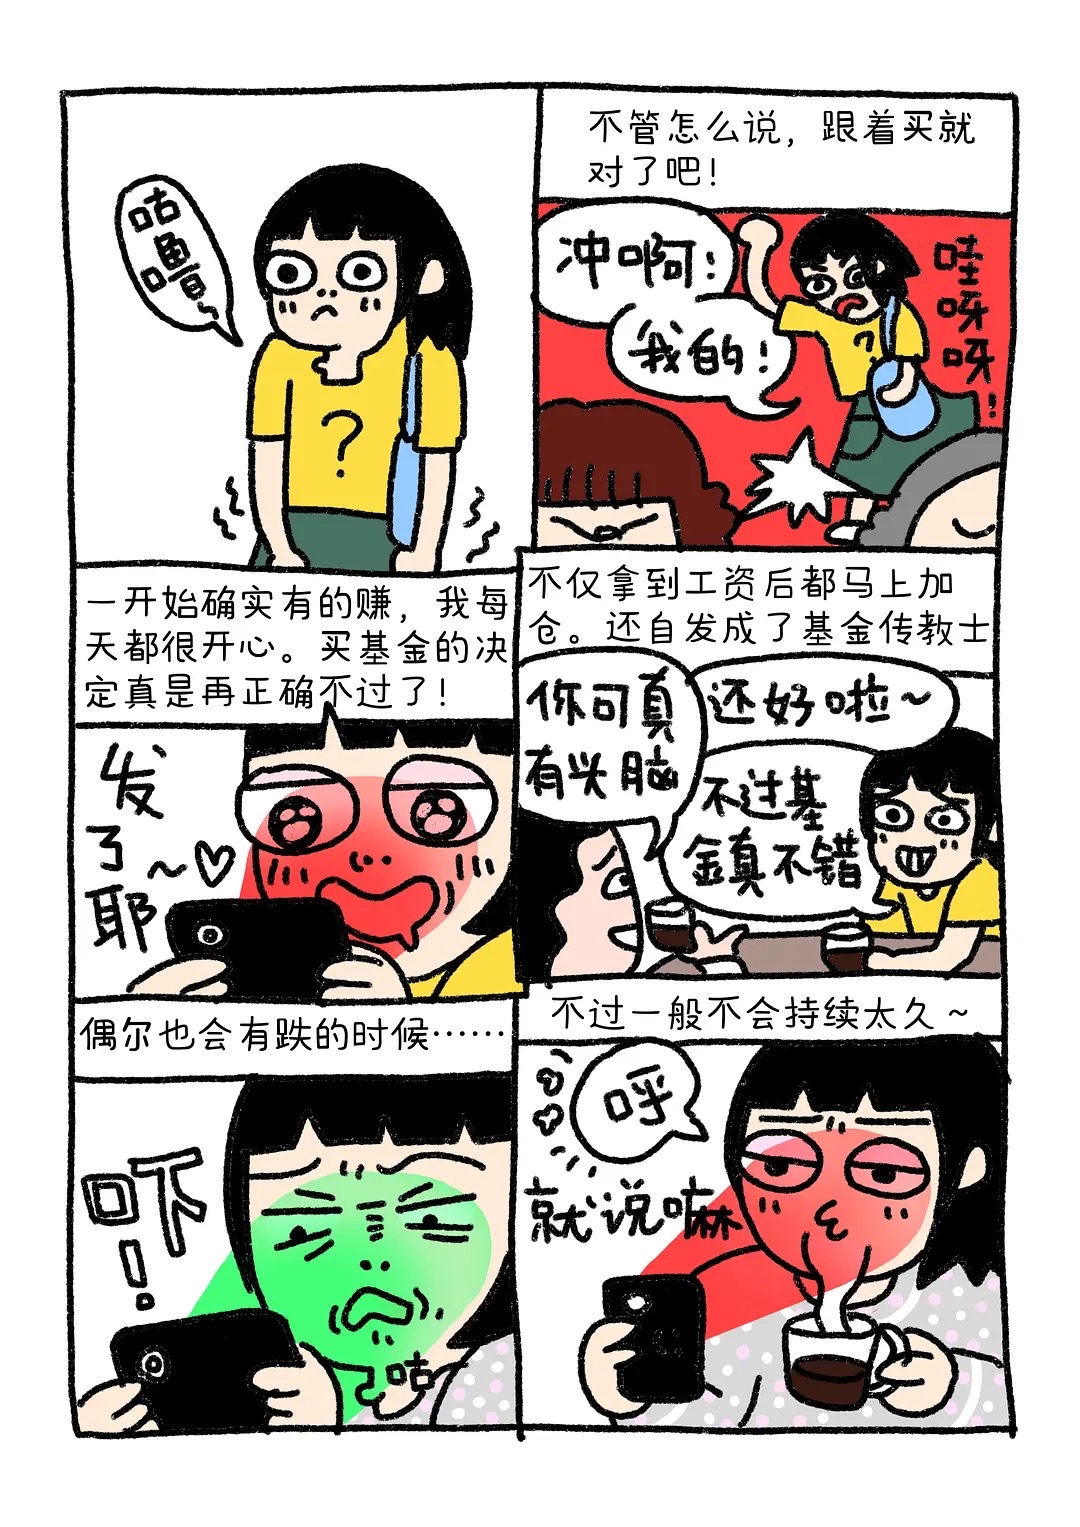 咕
噜~
?
不管怎么说，跟着买就
对了吧！
冲啊！
我的！
哇
呀
呀
！
?
一开始确实有的赚，我每
天都很开心。买基金的决
定真是再正确不过了！
发
了~♡
耶
不仅拿到工资后都马上加
仓。还自发成了基金传教士
你可真
有头脑
还好啦~
不过基
金真不错
偶尔也会有跌的时候……
吓
！
咕
不过一般不会持续太久~
呼
就说嘛